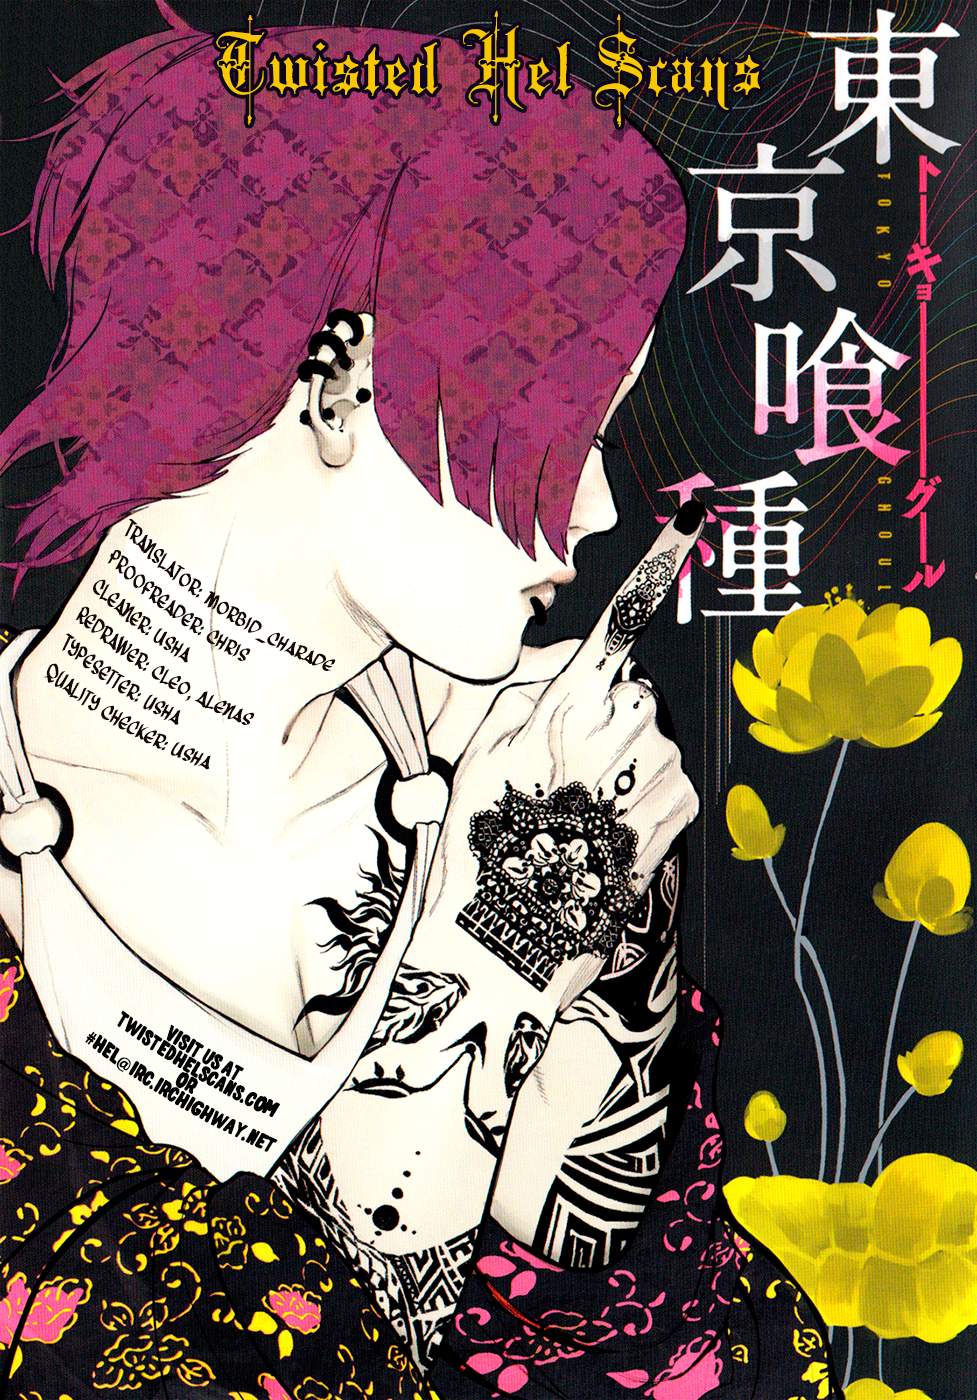 Twisted Hel Scans
東京喰種
トーキョーグール
TOKYO GHOUL
TRANSLATOR: MORBID_CHARADE
PROOFREADER: CHRIS
CLEANER: USHA
REDRAWER: CLEO, ALENAS
TYPESETTER: USHA
QUALITY CHECKER: USHA
VISIT US AT
TWISTEDHELSCANS.COM
OR
#HEL@IRC.IRCHIGHWAY.NET